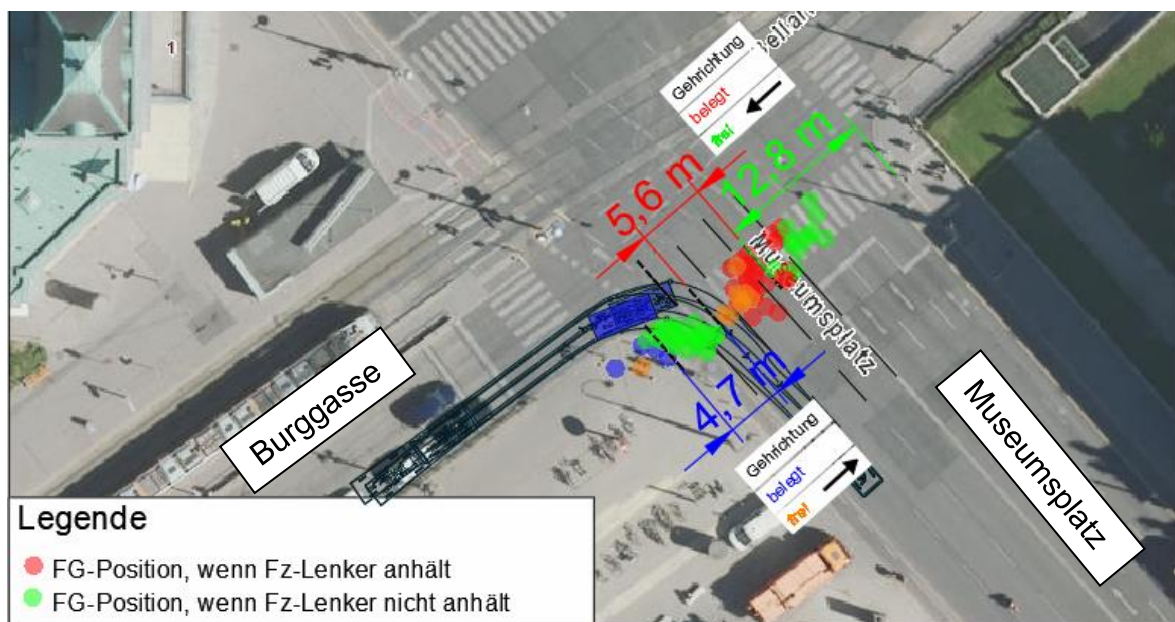 1
Bellari
Gehrichtung
belegt
frei
5,6 m
12,8 m
Museumsplatz
4,7 m
Gehrichtung
belegt
frei
Burggasse
Museumsplatz
Legende
FG-Position, wenn Fz-Lenker anhält
FG-Position, wenn Fz-Lenker nicht anhält